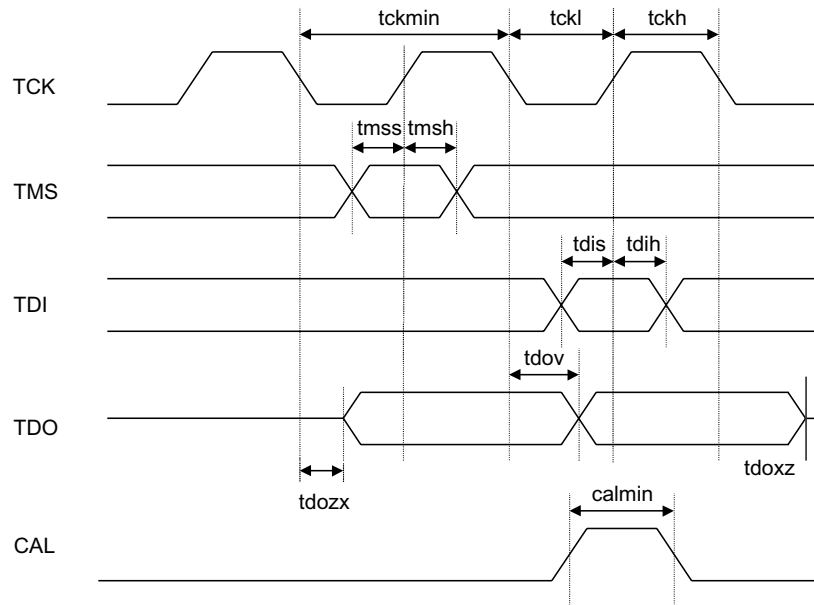 tckmin tckl tckh
TCK
tmss tmsh
TMS
tdis tdih
TDI
tdov
TDO
tdoxz
tdozx
calmin
CAL